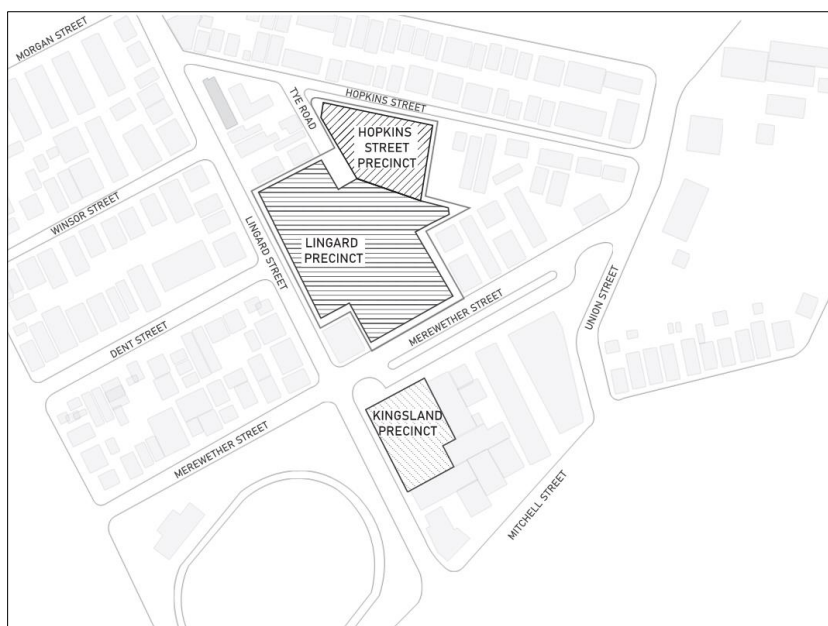 MORGAN STREET
TYE ROAD
HOPKINS STREET
HOPKINS
STREET
PRECINCT
WINSOR STREET
LINGARD STREET
LINGARD
PRECINCT
DENT STREET
MEREWETHER STREET
UNION STREET
KINGSLAND
PRECINCT
MEREWETHER STREET
MITCHELL STREET